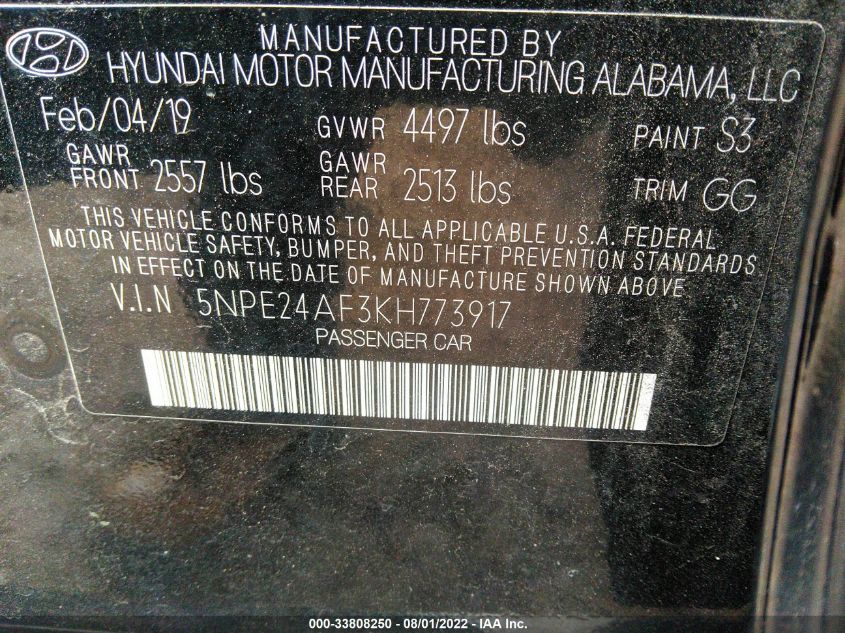 MANUFACTURED BY
HYUNDAI MOTOR MANUFACTURING ALABAMA, LLC
Feb/04/19 GVWR 4497 lbs PAINT S3
GAWR FRONT 2557 lbs GAWR REAR 2513 lbs TRIM GG
THIS VEHICLE CONFORMS TO ALL APPLICABLE U.S.A. FEDERAL
MOTOR VEHICLE SAFETY, BUMPER, AND THEFT PREVENTION STANDARDS
IN EFFECT ON THE DATE OF MANUFACTURE SHOWN ABOVE
V.I.N 5NPE24AF3KH773917
PASSENGER CAR
000-33808250 - 08/01/2022 - IAA Inc.